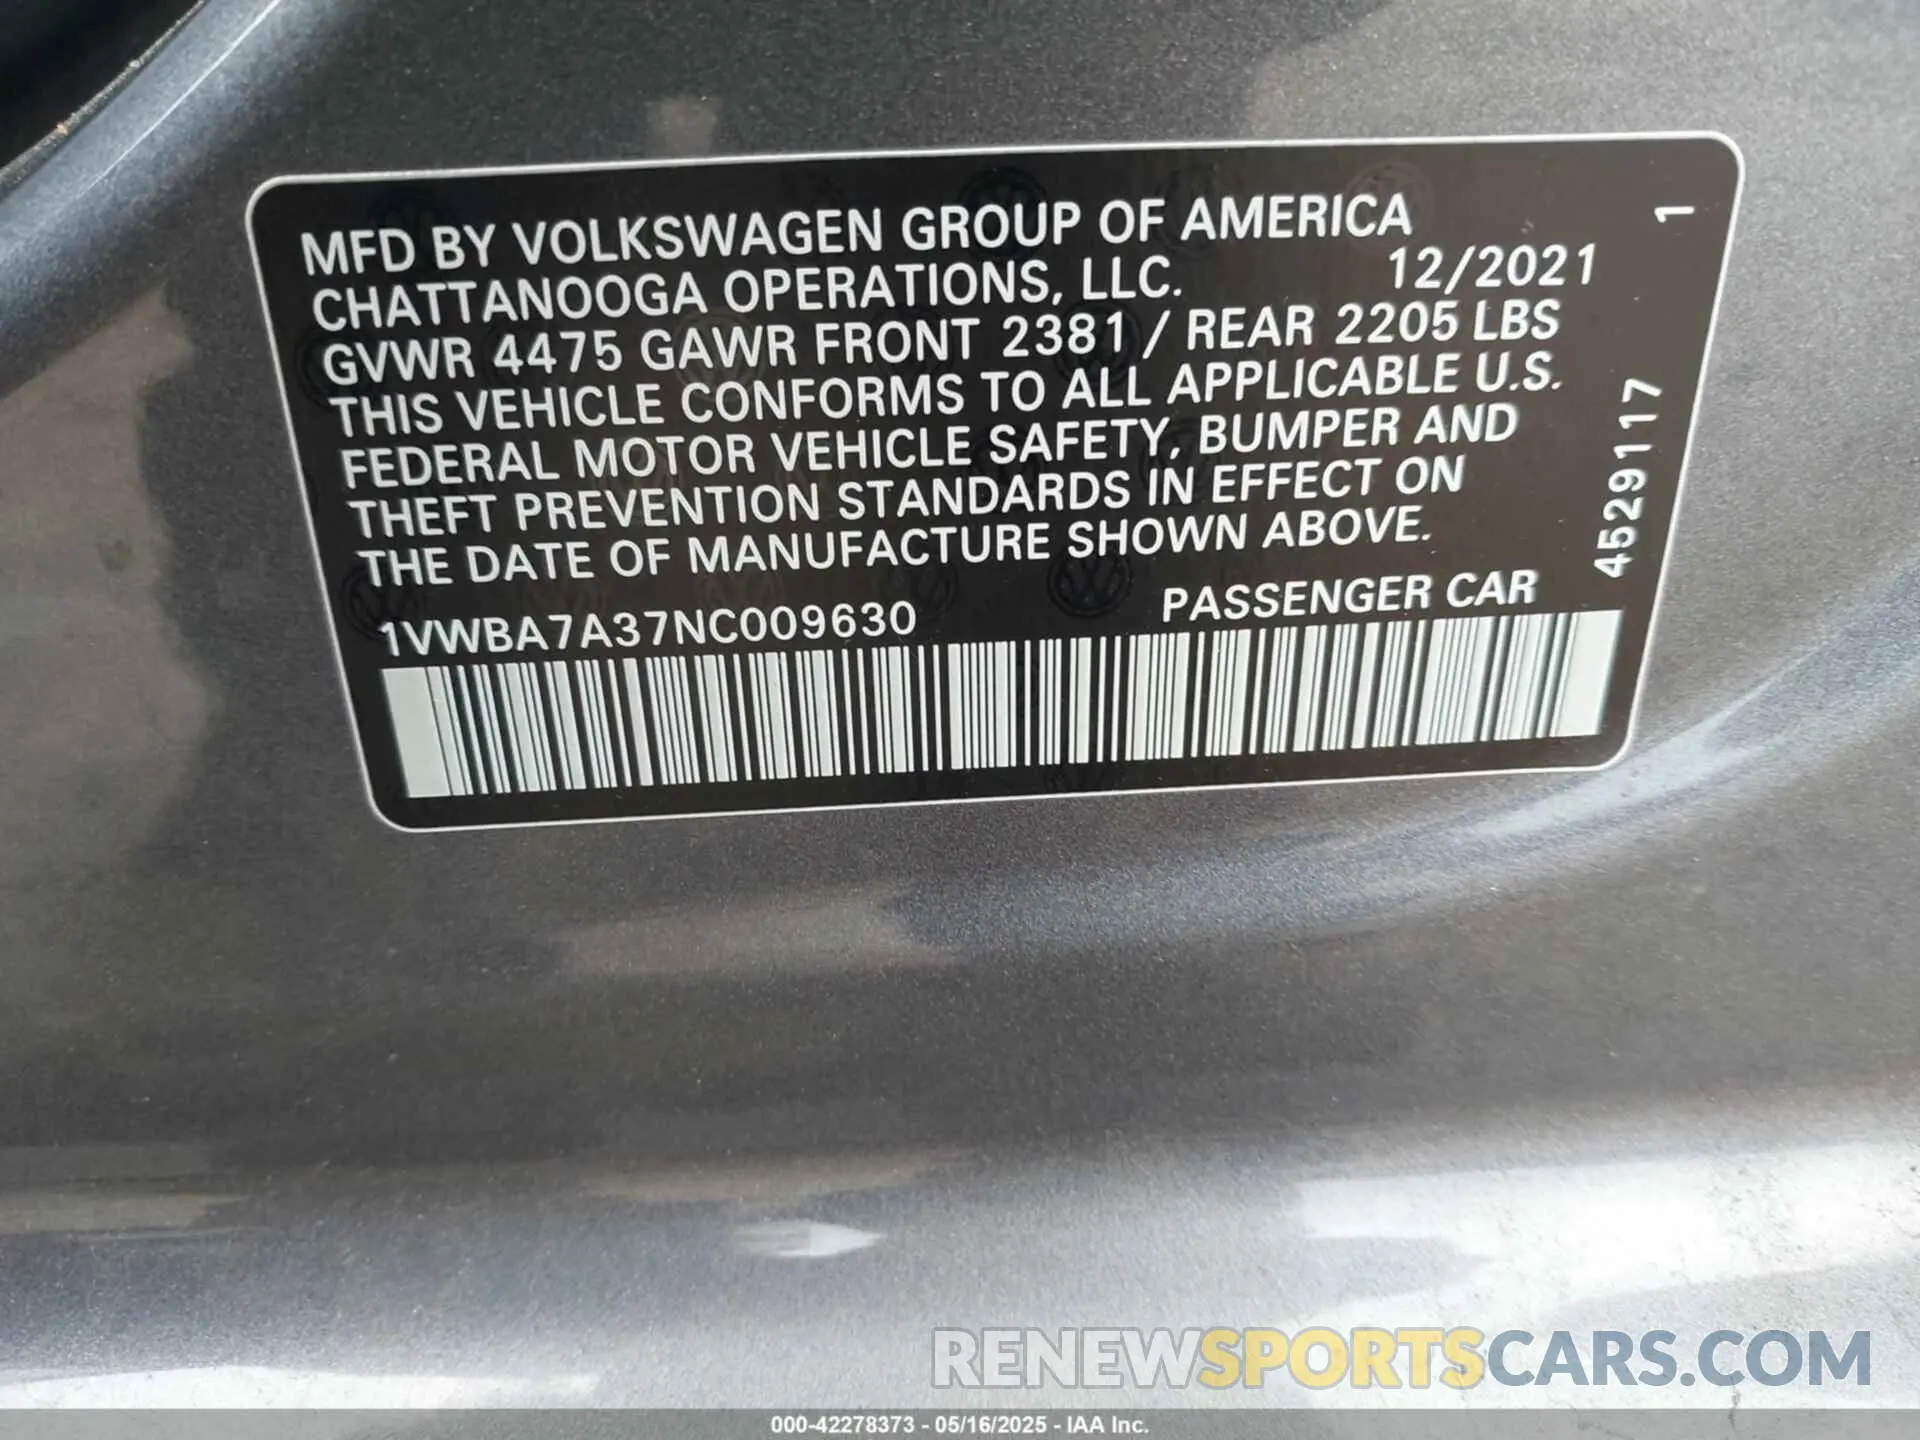 MFD BY VOLKSWAGEN GROUP OF AMERICA
CHATTANOOGA OPERATIONS, LLC. 12/2021
GVWR 4475 GAWR FRONT 2381 / REAR 2205 LBS
THIS VEHICLE CONFORMS TO ALL APPLICABLE U.S.
FEDERAL MOTOR VEHICLE SAFETY, BUMPER AND
THEFT PREVENTION STANDARDS IN EFFECT ON
THE DATE OF MANUFACTURE SHOWN ABOVE.
1VWBA7A37NC009630 PASSENGER CAR
4529117 1
RENEWSPORTSCARS.COM
000-42278373 - 05/16/2025 - IAA Inc.